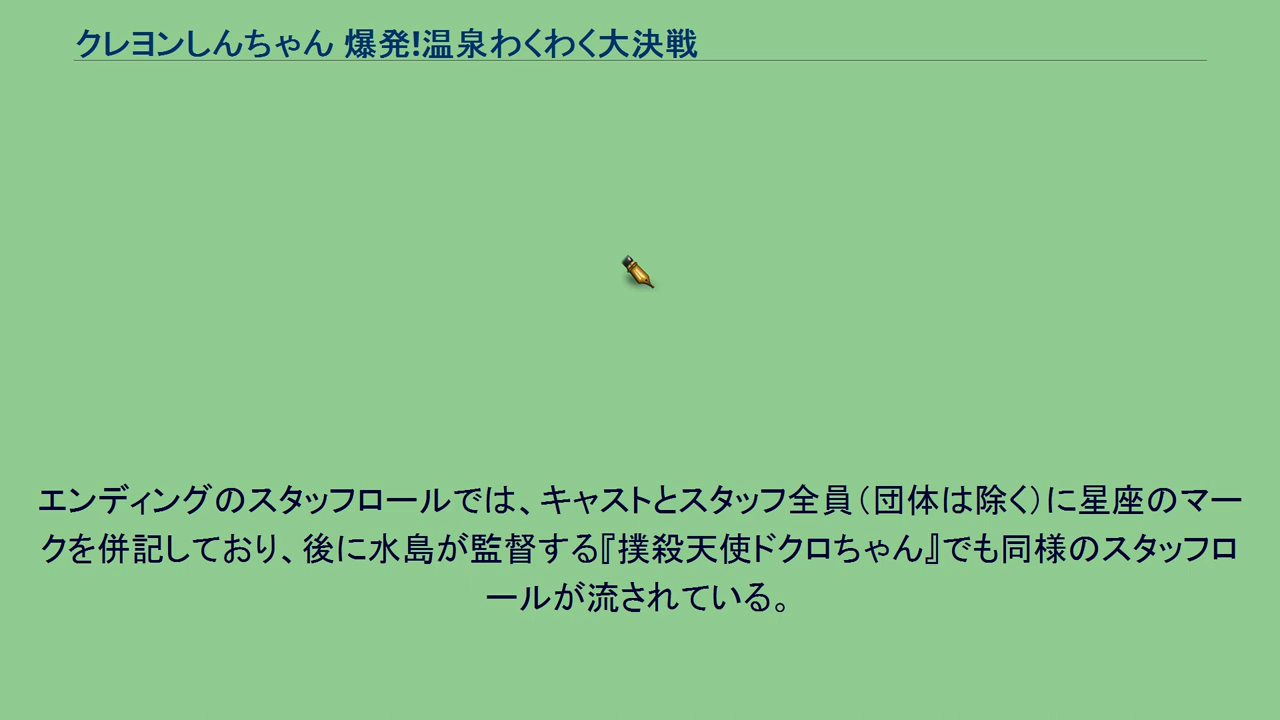 クレヨンしんちゃん 爆発!温泉わくわく大決戦
エンディングのスタッフロールでは、キャストとスタッフ全員（団体は除く）に星座のマー
クを併記しており、後に水島が監督する『撲殺天使ドクロちゃん』でも同様のスタッフロ
ールが流されている。